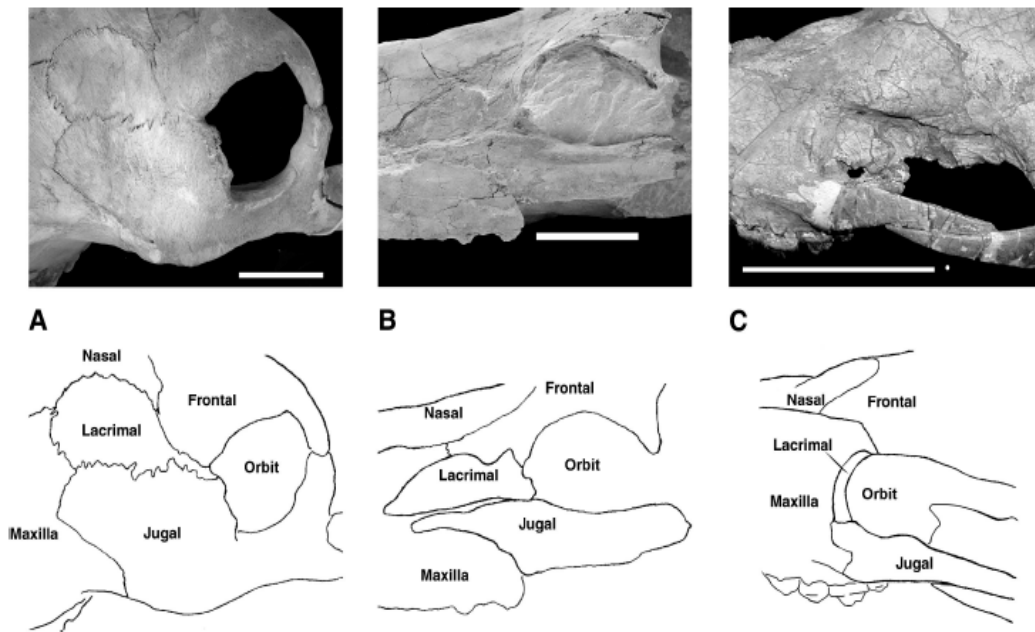 A
B
C
Nasal
Frontal
Lacrimal
Orbit
Maxilla
Jugal
Frontal
Nasal
Lacrimal
Orbit
Jugal
Maxilla
Nasal
Frontal
Lacrimal
Maxilla
Orbit
Jugal